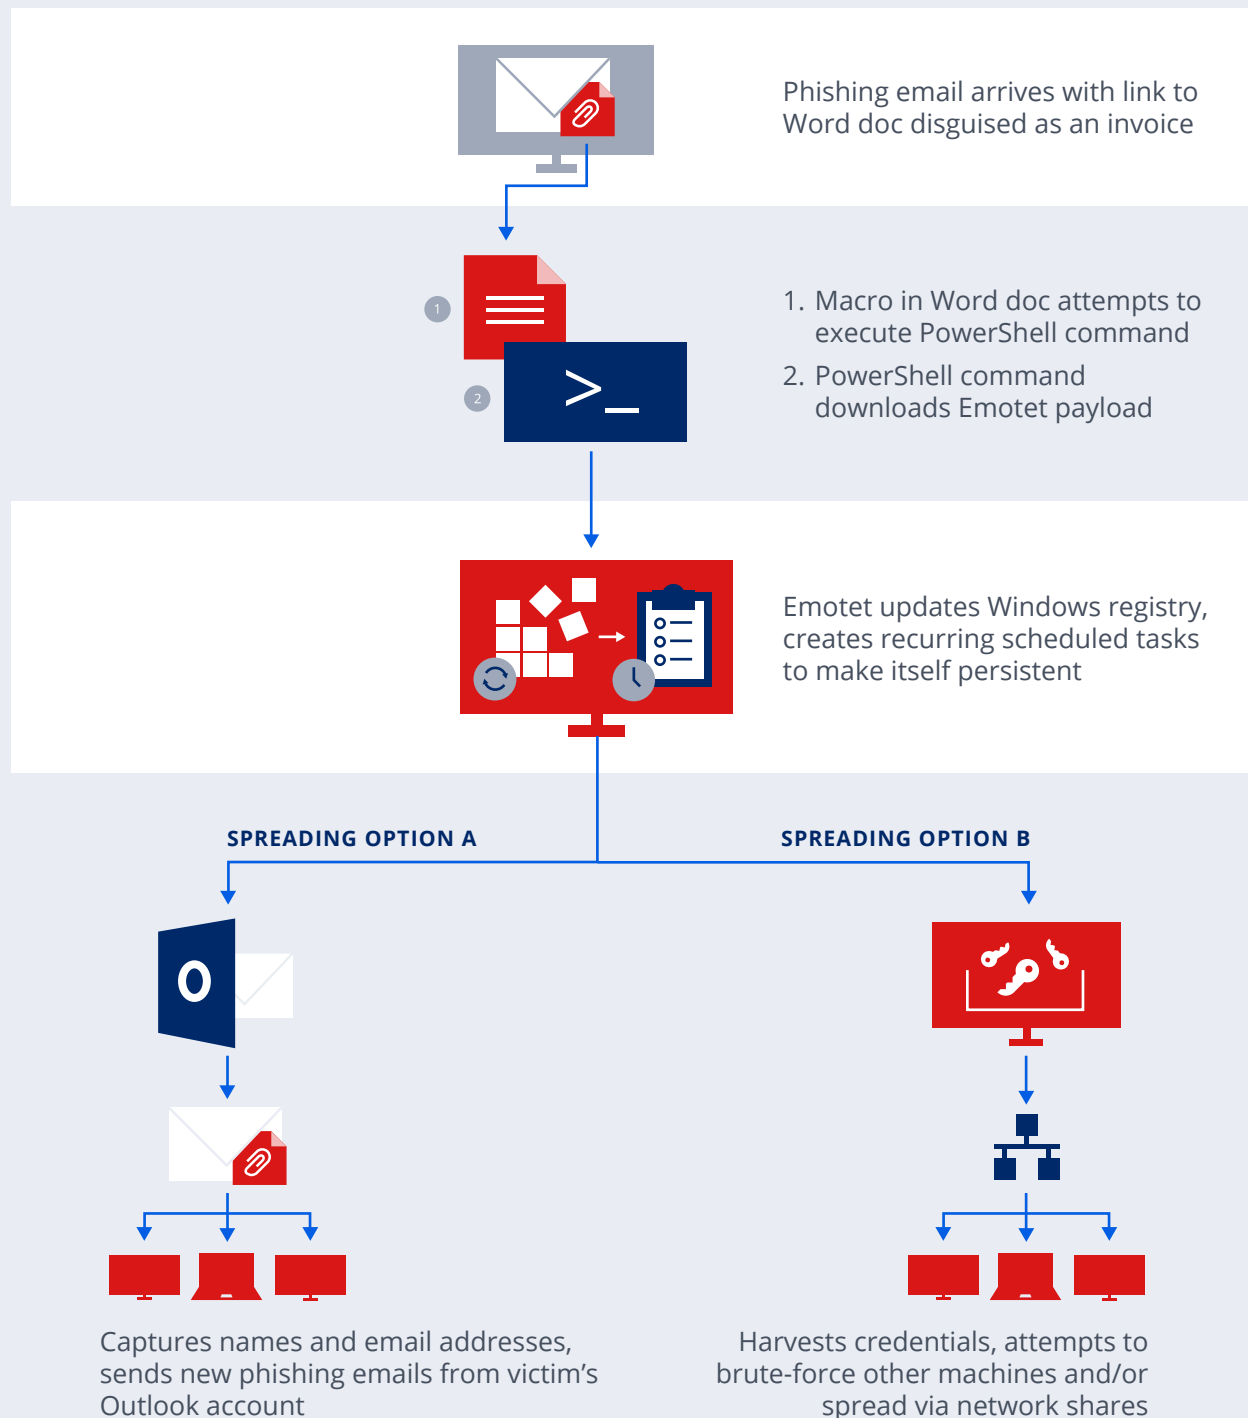 Phishing email arrives with link to
Word doc disguised as an invoice
1
1. Macro in Word doc attempts to
execute PowerShell command
>_
2
2. PowerShell command
downloads Emotet payload
Emotet updates Windows registry,
creates recurring scheduled tasks
to make itself persistent
SPREADING OPTION A
SPREADING OPTION B
O
Captures names and email addresses,
sends new phishing emails from victim’s
Outlook account
Harvests credentials, attempts to
brute-force other machines and/or
spread via network shares